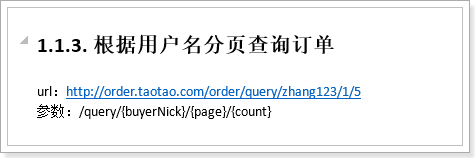 1.1.3. 根据用户名分页查询订单
url：http://order.taotao.com/order/query/zhang123/1/5
参数：/query/{buyerNick}/{page}/{count}